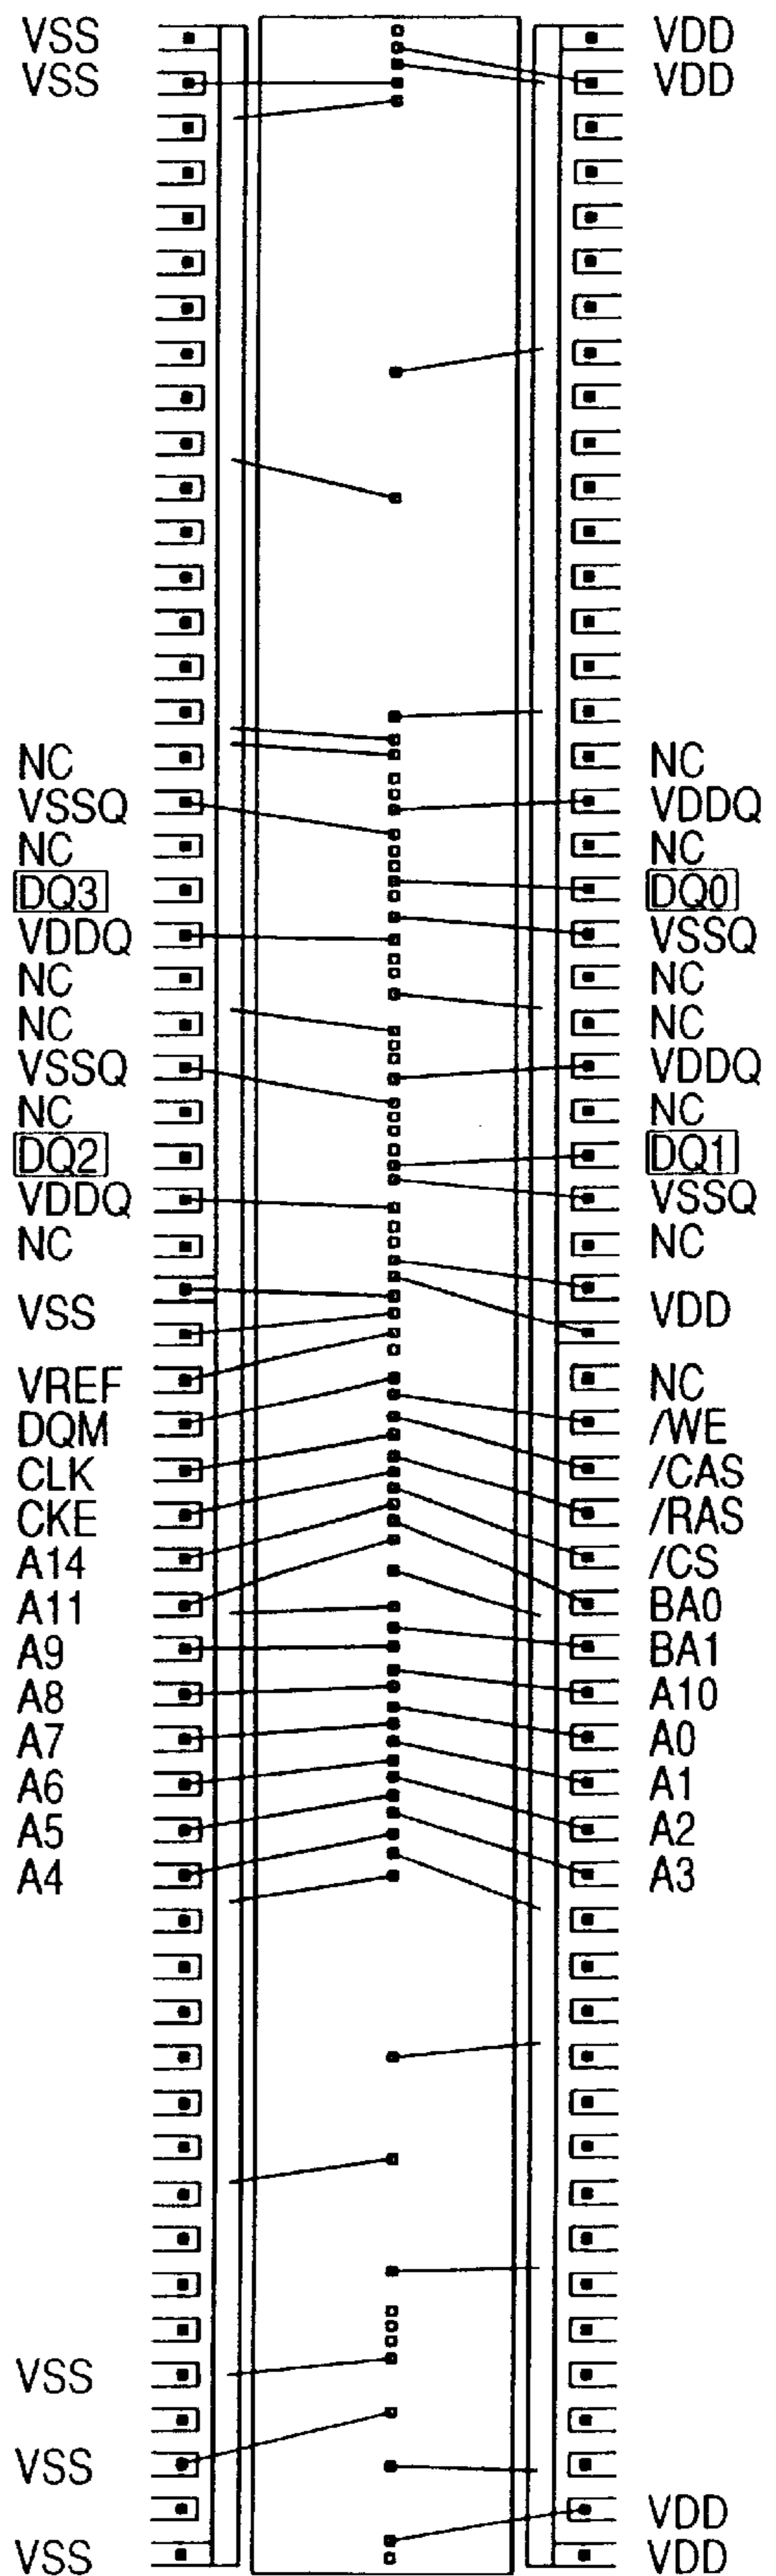 VSS VDD
VSS VDD
NC NC
VSSQ VDDQ
NC NC
DQ3 DQ0
VDDQ VSSQ
NC NC
NC NC
VSSQ VDDQ
NC NC
DQ2 DQ1
VDDQ VSSQ
NC NC
VSS VDD
VREF NC
DQM /WE
CLK /CAS
CKE /RAS
A14 /CS
A11 BA0
A9 BA1
A8 A10
A7 A0
A6 A1
A5 A2
A4 A3
VSS
VSS
VDD
VSS VDD